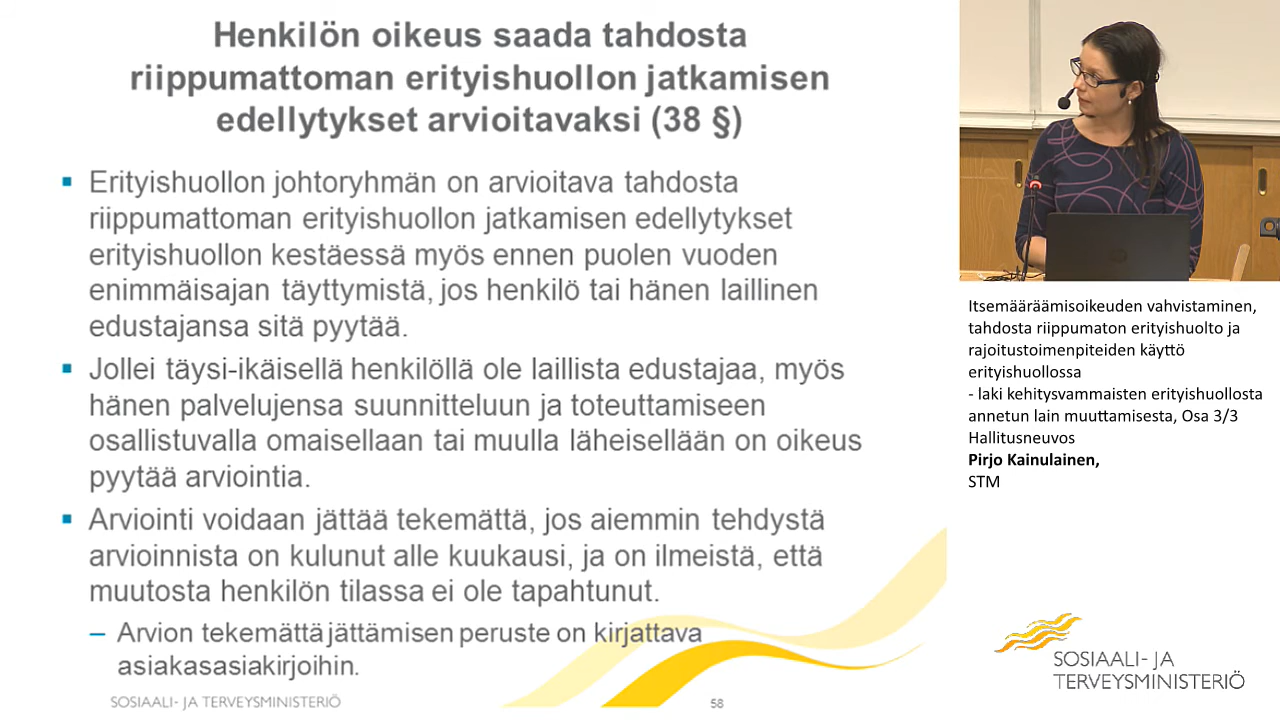 Henkilön oikeus saada tahdosta
riippumattoman erityishuollon jatkamisen
edellytykset arvioitavaksi (38 §)
▪ Erityishuollon johtoryhmän on arvioitava tahdosta
riippumattoman erityishuollon jatkamisen edellytykset
erityishuollon kestäessä myös ennen puolen vuoden
enimmäisajan täyttymistä, jos henkilö tai hänen laillinen
edustajansa sitä pyytää.
▪ Jollei täysi-ikäisellä henkilöllä ole laillista edustajaa, myös
hänen palvelujensa suunnitteluun ja toteuttamiseen
osallistuvalla omaisellaan tai muulla läheisellään on oikeus
pyytää arviointia.
▪ Arviointi voidaan jättää tekemättä, jos aiemmin tehdystä
arvioinnista on kulunut alle kuukausi, ja on ilmeistä, että
muutosta henkilön tilassa ei ole tapahtunut.
– Arvion tekemättä jättämisen peruste on kirjattava
asiakasasiakirjoihin.
SOSIAALI- JA TERVEYSMINISTERIÖ
58
Itsemääräämisoikeuden vahvistaminen,
tahdosta riippumaton erityishuolto ja
rajoitustoimenpiteiden käyttö
erityishuollossa
- laki kehitysvammaisten erityishuollosta
annetun lain muuttamisesta, Osa 3/3
Hallitusneuvos
Pirjo Kainulainen,
STM
SOSIAALI- JA
TERVEYSMINISTERIÖ